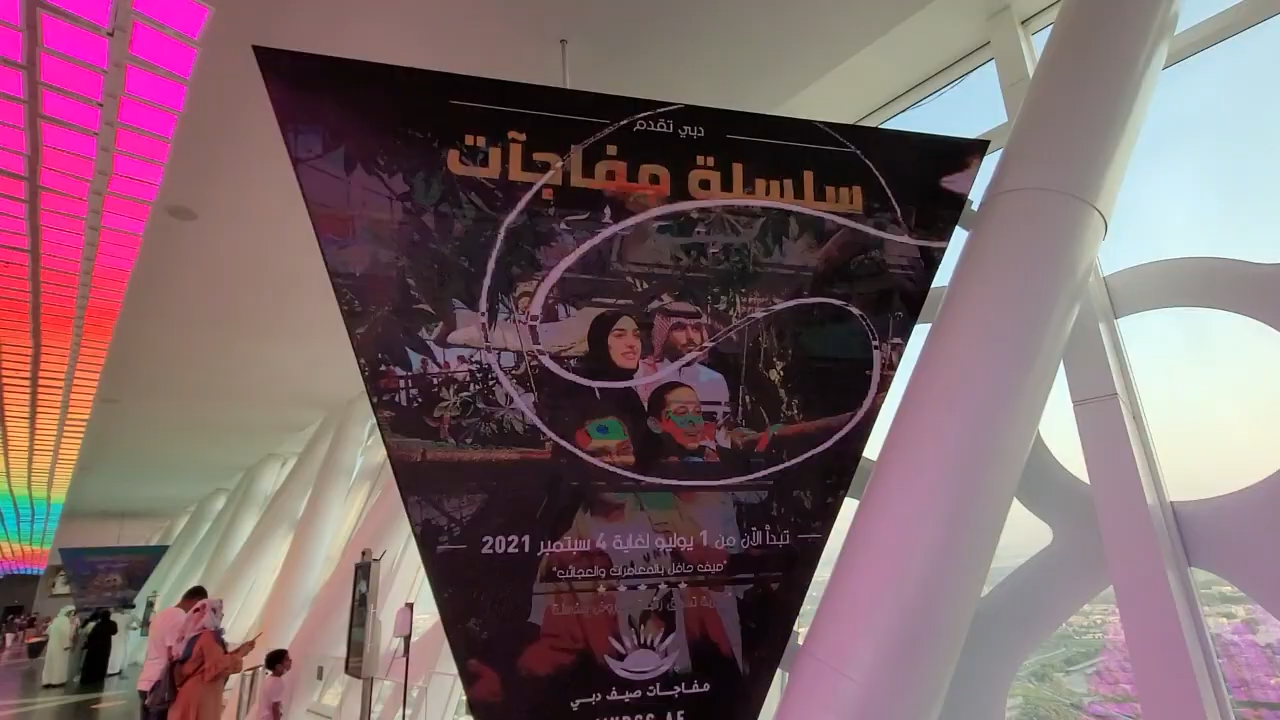 دبي تقدم
سلسلة مفاجآت
تبدأ الآن من 1 يوليو لغاية 4 سبتمبر 2021
"صيف حافل بالمغامرات والعجائب"
مفاجآت صيف دبي